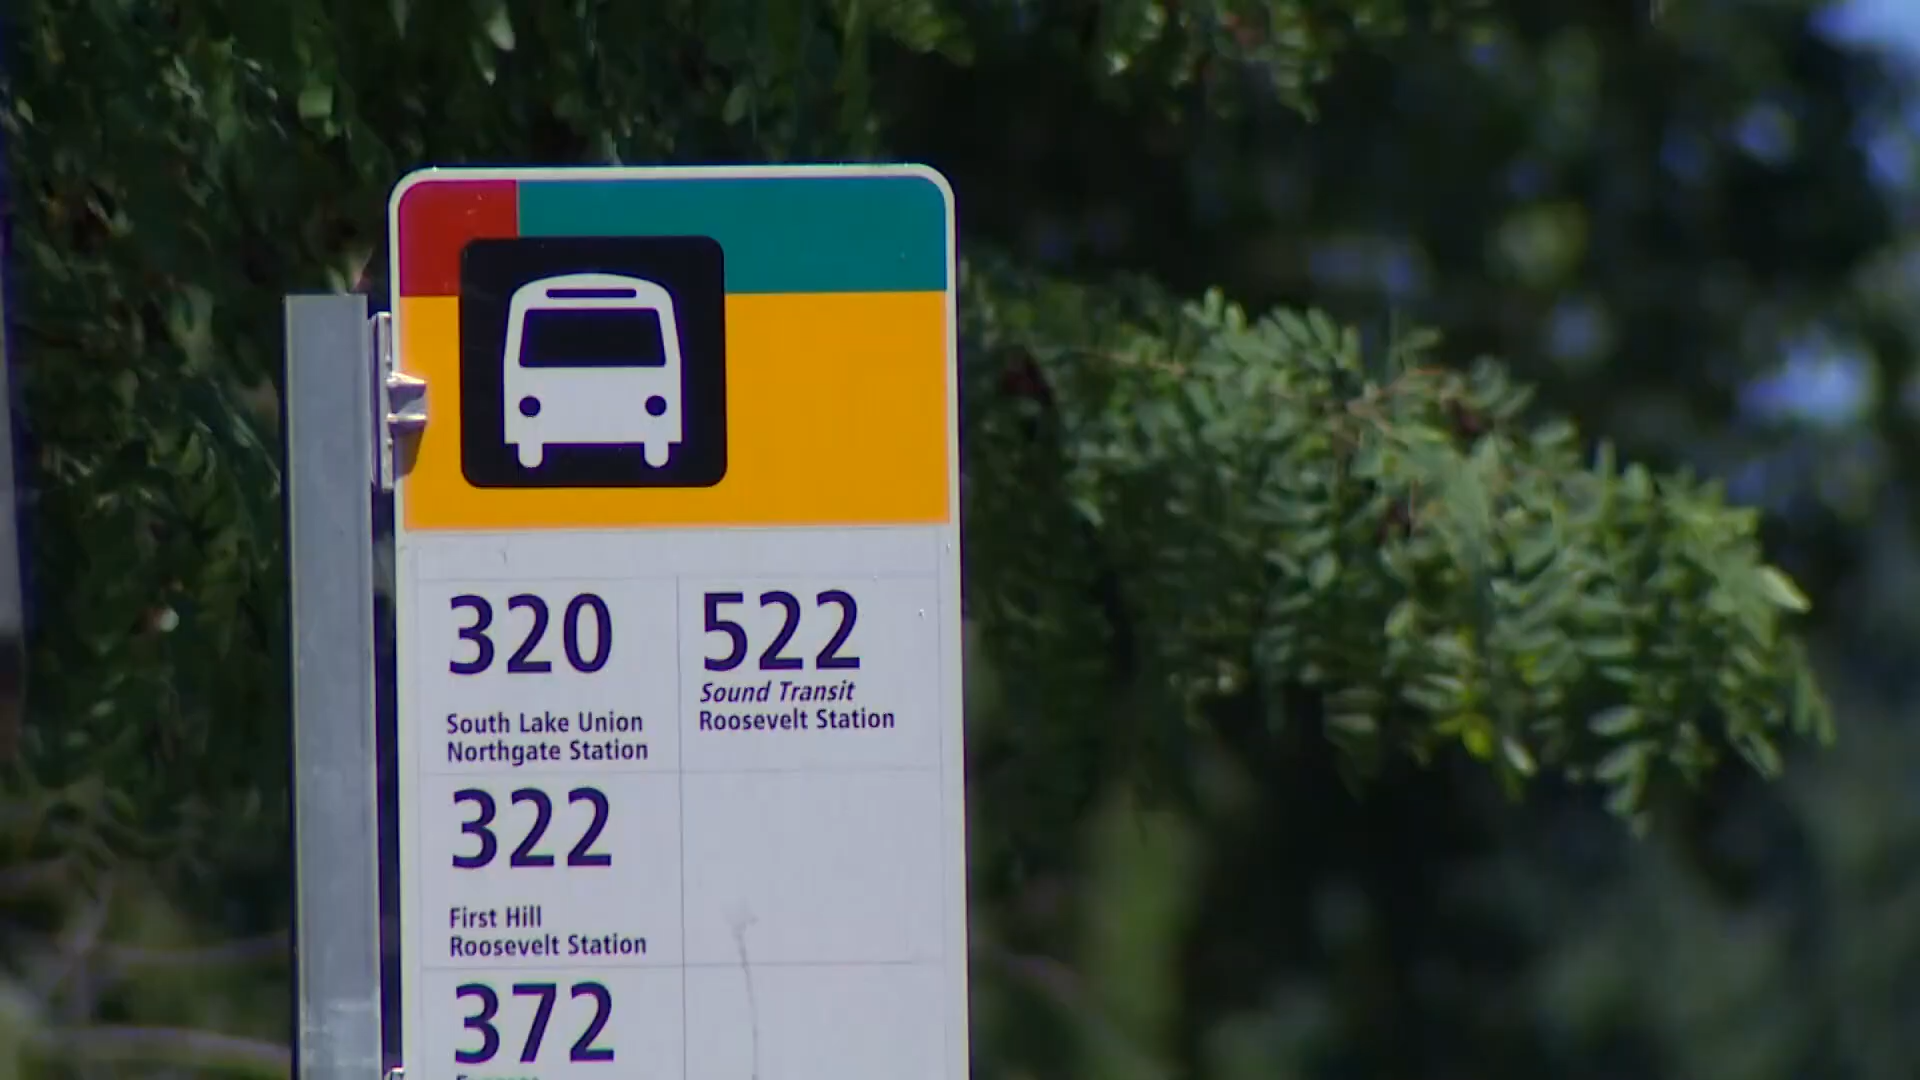 320
South Lake Union
Northgate Station
522
Sound Transit
Roosevelt Station
322
First Hill
Roosevelt Station
372